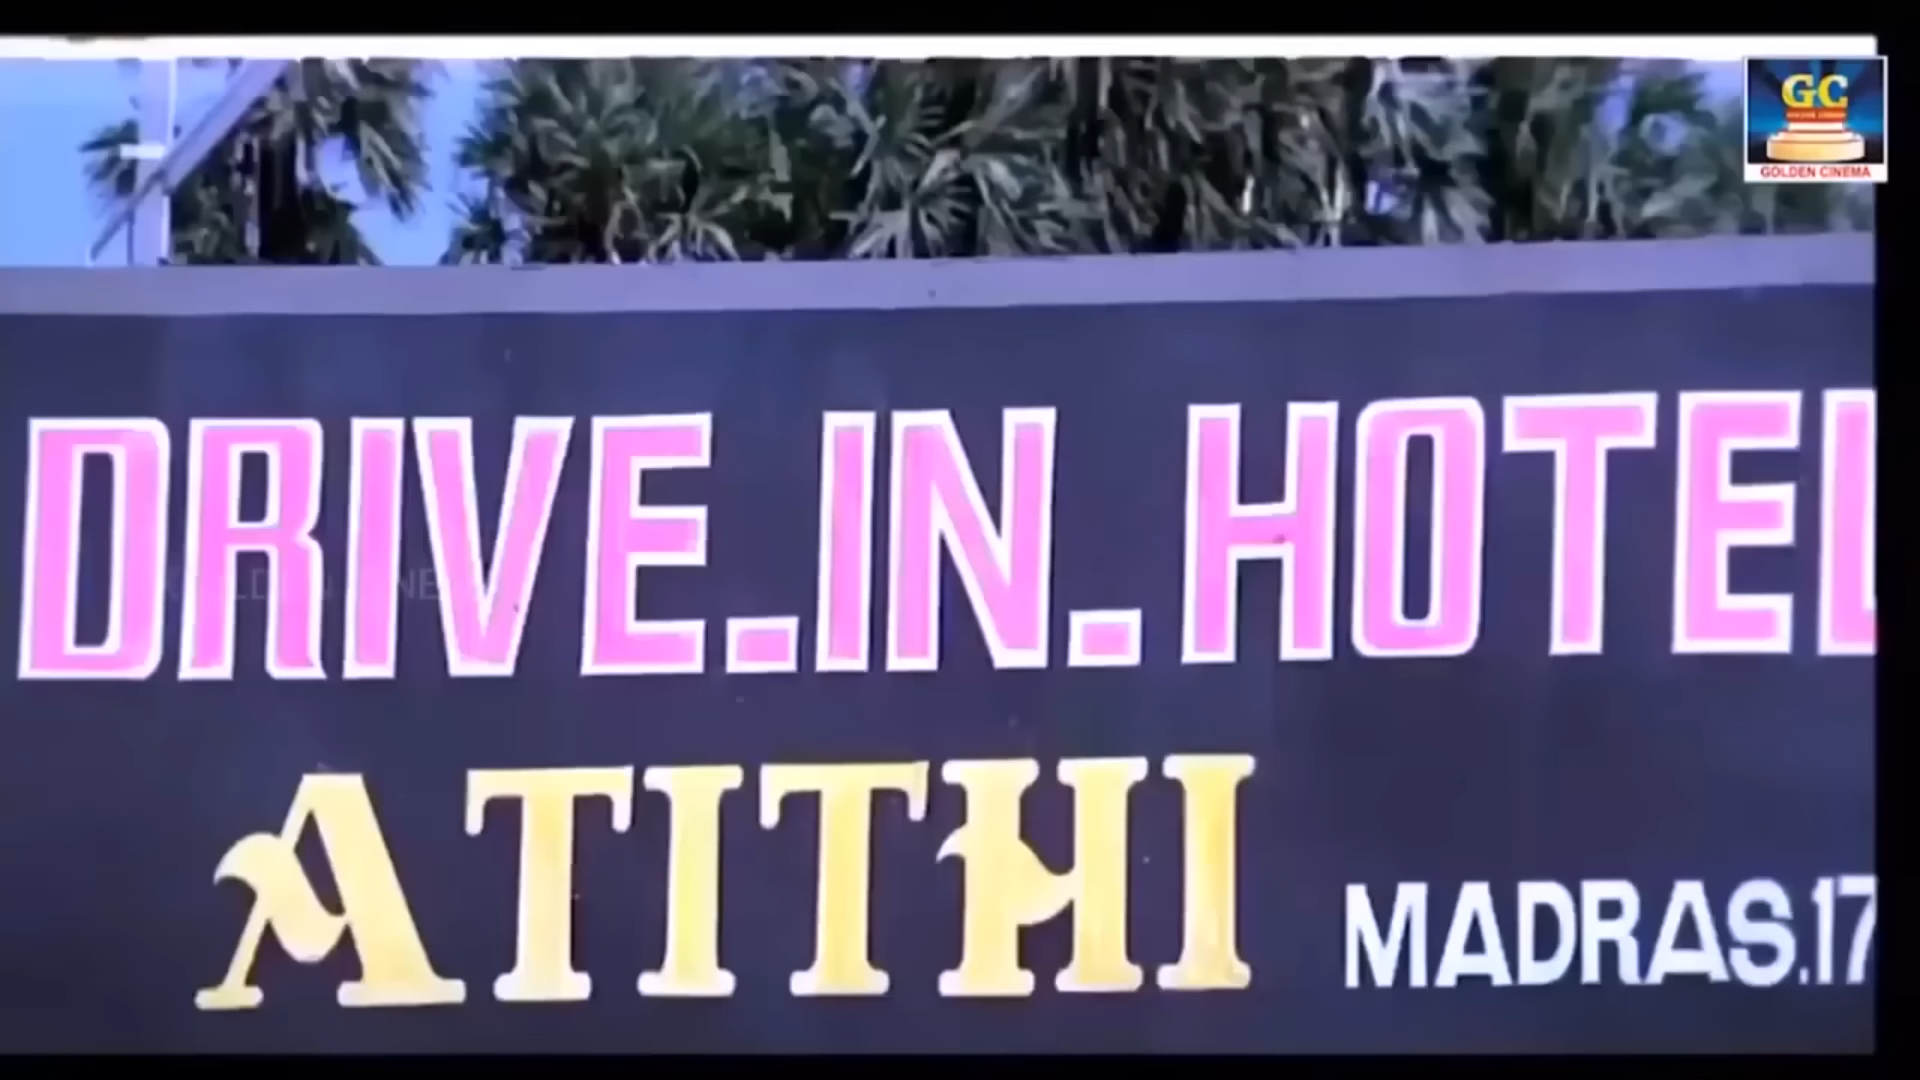 GC
GOLDEN CINEMA
DRIVE.IN.HOTEL
ATITHI
MADRAS.17